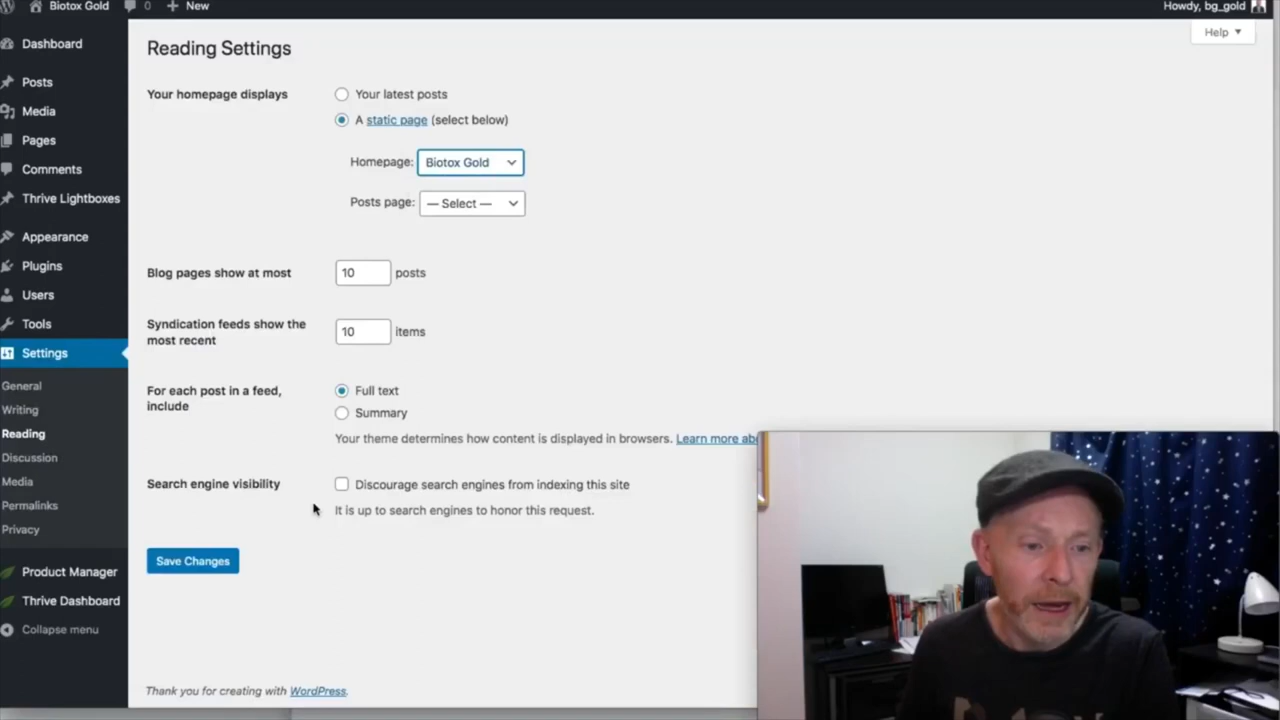 Biotox Gold 0 New Howdy, bg_gold
Help
Dashboard
Posts
Media
Pages
Comments
Thrive Lightboxes
Appearance
Plugins
Users
Tools
Settings
General
Writing
Reading
Discussion
Media
Permalinks
Privacy
Product Manager
Thrive Dashboard
Collapse menu
Reading Settings
Your homepage displays
Your latest posts
A static page (select below)
Homepage: Biotox Gold
Posts page: — Select —
Blog pages show at most 10 posts
Syndication feeds show the
most recent
10 items
For each post in a feed,
include
Full text
Summary
Your theme determines how content is displayed in browsers. Learn more abo
Search engine visibility
Discourage search engines from indexing this site
It is up to search engines to honor this request.
Save Changes
Thank you for creating with WordPress.